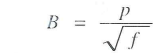 B = p / √f